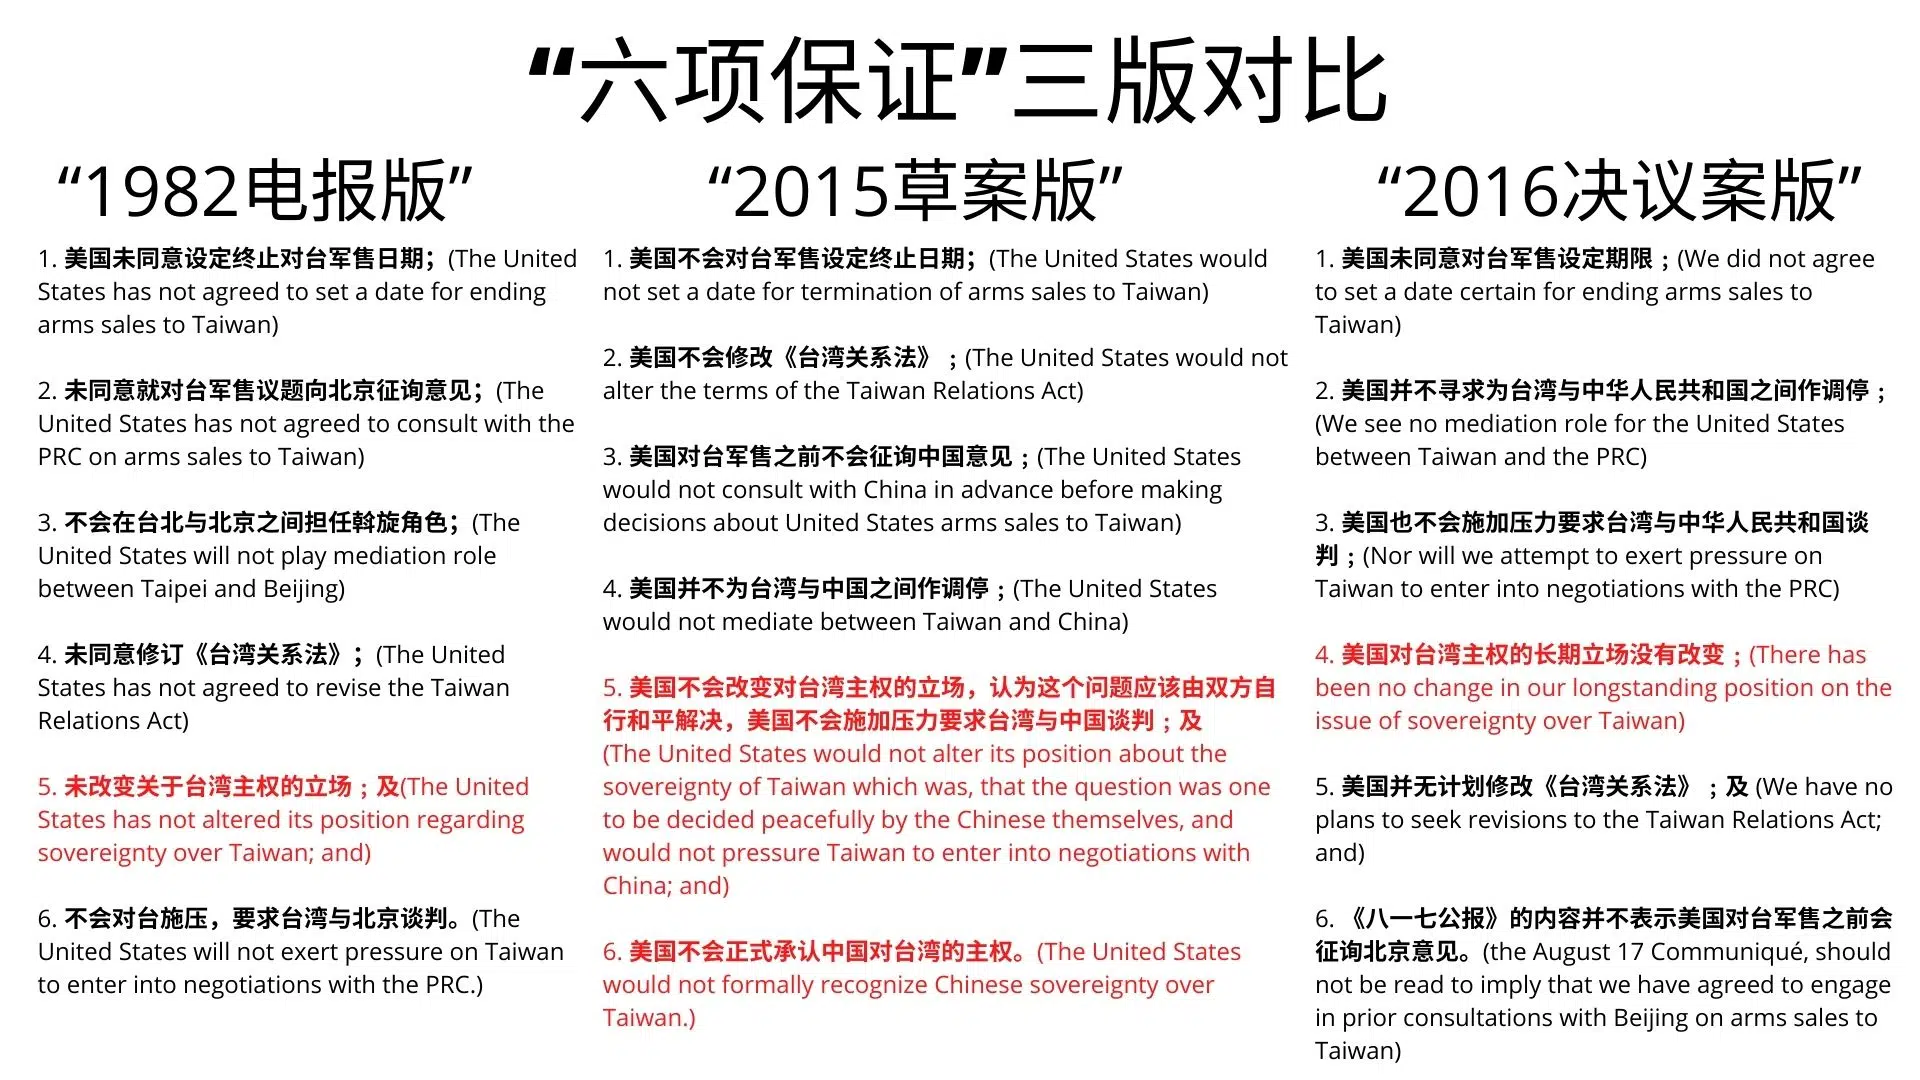 “六项保证”三版对比
“1982电报版”
1. 美国未同意设定终止对台军售日期；(The United
States has not agreed to set a date for ending
arms sales to Taiwan)
2. 未同意就对台军售议题向北京征询意见；(The
United States has not agreed to consult with the
PRC on arms sales to Taiwan)
3. 不会在台北与北京之间担任斡旋角色；(The
United States will not play mediation role
between Taipei and Beijing)
4. 未同意修订《台湾关系法》；(The United
States has not agreed to revise the Taiwan
Relations Act)
5. 未改变关于台湾主权的立场；及(The United
States has not altered its position regarding
sovereignty over Taiwan; and)
6. 不会对台施压，要求台湾与北京谈判。(The
United States will not exert pressure on Taiwan
to enter into negotiations with the PRC.)
“2015草案版”
1. 美国不会对台军售设定终止日期；(The United States would
not set a date for termination of arms sales to Taiwan)
2. 美国不会修改《台湾关系法》；(The United States would not
alter the terms of the Taiwan Relations Act)
3. 美国对台军售之前不会征询中国意见；(The United States
would not consult with China in advance before making
decisions about United States arms sales to Taiwan)
4. 美国并不为台湾与中国之间作调停；(The United States
would not mediate between Taiwan and China)
5. 美国不会改变对台湾主权的立场，认为这个问题应该由双方自
行和平解决，美国不会施加压力要求台湾与中国谈判；及
(The United States would not alter its position about the
sovereignty of Taiwan which was, that the question was one
to be decided peacefully by the Chinese themselves, and
would not pressure Taiwan to enter into negotiations with
China; and)
6. 美国不会正式承认中国对台湾的主权。(The United States
would not formally recognize Chinese sovereignty over
Taiwan.)
“2016决议案版”
1. 美国未同意对台军售设定期限；(We did not agree
to set a date certain for ending arms sales to
Taiwan)
2. 美国并不寻求为台湾与中华人民共和国之间作调停；
(We see no mediation role for the United States
between Taiwan and the PRC)
3. 美国也不会施加压力要求台湾与中华人民共和国谈
判；(Nor will we attempt to exert pressure on
Taiwan to enter into negotiations with the PRC)
4. 美国对台湾主权的长期立场没有改变；(There has
been no change in our longstanding position on the
issue of sovereignty over Taiwan)
5. 美国并无计划修改《台湾关系法》；及 (We have no
plans to seek revisions to the Taiwan Relations Act;
and)
6. 《八一七公报》的内容并不表示美国对台军售之前会
征询北京意见。(the August 17 Communiqué, should
not be read to imply that we have agreed to engage
in prior consultations with Beijing on arms sales to
Taiwan)